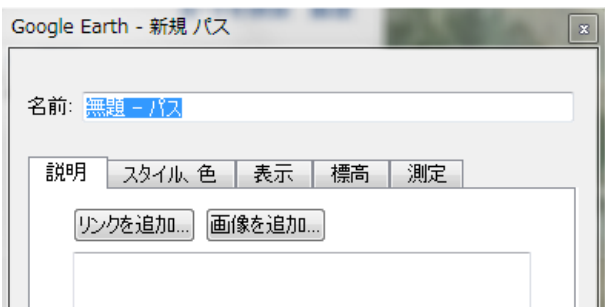 Google Earth - 新規 パス
名前: 無題 - パス
説明 スタイル、色 表示 標高 測定
リンクを追加... 画像を追加...